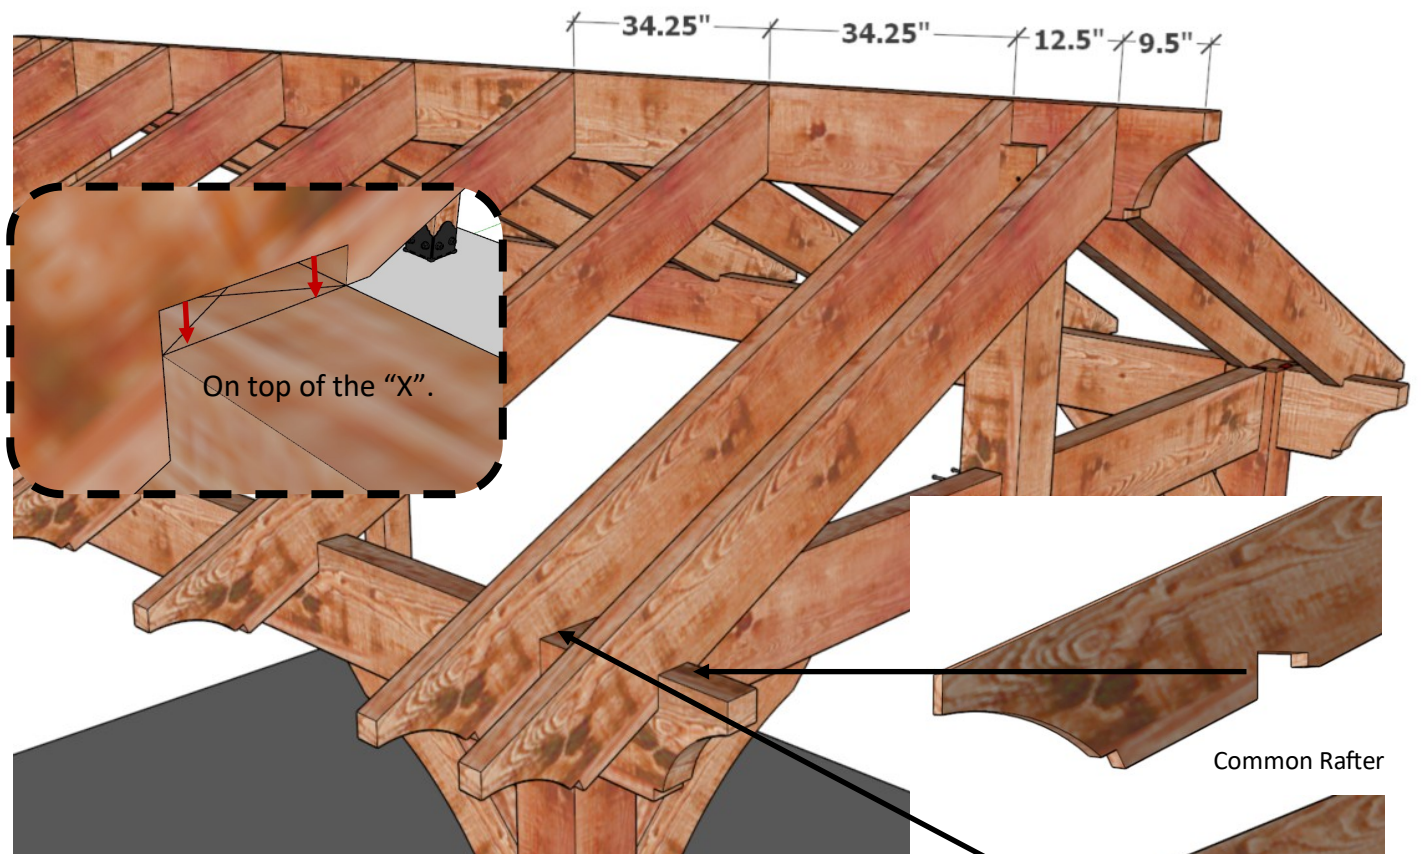 34.25" 34.25" 12.5" 9.5"
On top of the “X”.
Common Rafter